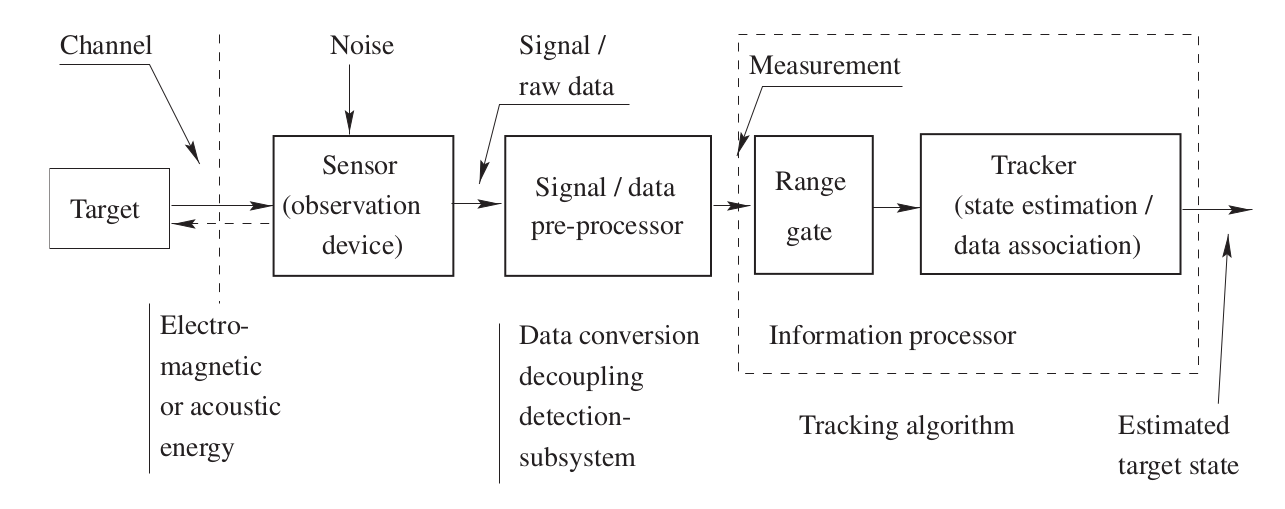 Channel
Noise
Signal /
raw data
Measurement
Target
Sensor
(observation
device)
Signal / data
pre-processor
Range
gate
Tracker
(state estimation /
data association)
Electro-
magnetic
or acoustic
energy
Data conversion
decoupling
detection-
subsystem
Information processor
Tracking algorithm
Estimated
target state